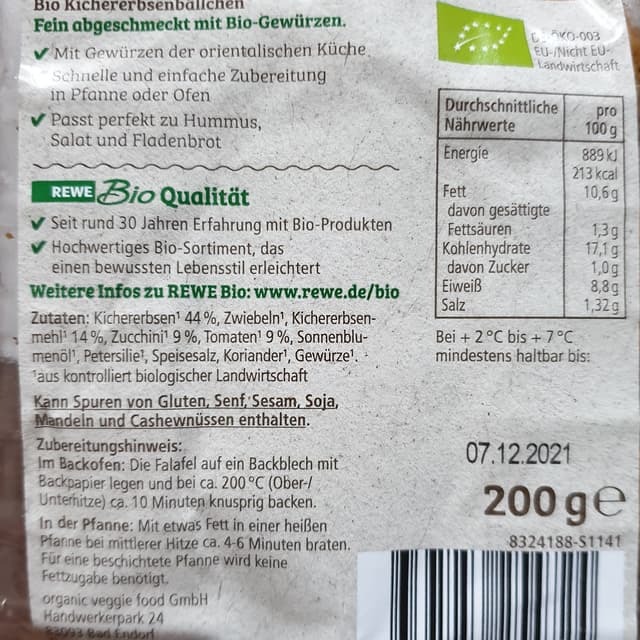 Bio Kichererbsenbällchen
Fein abgeschmeckt mit Bio-Gewürzen.
✔ Mit Gewürzen der orientalischen Küche
Schnelle und einfache Zubereitung
in Pfanne oder Ofen
✔ Passt perfekt zu Hummus,
Salat und Fladenbrot
REWE Bio Qualität
✔ Seit rund 30 Jahren Erfahrung mit Bio-Produkten
✔ Hochwertiges Bio-Sortiment, das
einen bewussten Lebensstil erleichtert
Weitere Infos zu REWE Bio: www.rewe.de/bio
Zutaten: Kichererbsen¹ 44 %, Zwiebeln¹, Kichererbsen-
mehl¹ 14 %, Zucchini¹ 9 %, Tomaten¹ 9 %, Sonnenblu-
menöl¹, Petersilie¹, Speisesalz, Koriander¹, Gewürze¹.
¹aus kontrolliert biologischer Landwirtschaft
Kann Spuren von Gluten, Senf, Sesam, Soja,
Mandeln und Cashewnüssen enthalten.
Zubereitungshinweis:
Im Backofen: Die Falafel auf ein Backblech mit
Backpapier legen und bei ca. 200 °C (Ober-/
Unterhitze) ca. 10 Minuten knusprig backen.
In der Pfanne: Mit etwas Fett in einer heißen
Pfanne bei mittlerer Hitze ca. 4-6 Minuten braten.
Für eine beschichtete Pfanne wird keine
Fettzugabe benötigt.
organic veggie food GmbH
Handwerkerpark 24
83093 Bad Endorf
ÖKO-003
EU-/Nicht EU-
Landwirtschaft
Durchschnittliche Nährwerte pro 100 g
Energie 889 kJ
213 kcal
Fett 10,6 g
davon gesättigte
Fettsäuren 1,3 g
Kohlenhydrate 17,1 g
davon Zucker 1,0 g
Eiweiß 8,8 g
Salz 1,32 g
Bei + 2 °C bis + 7 °C
mindestens haltbar bis:
07.12.2021
200 g e
8324188-S1141